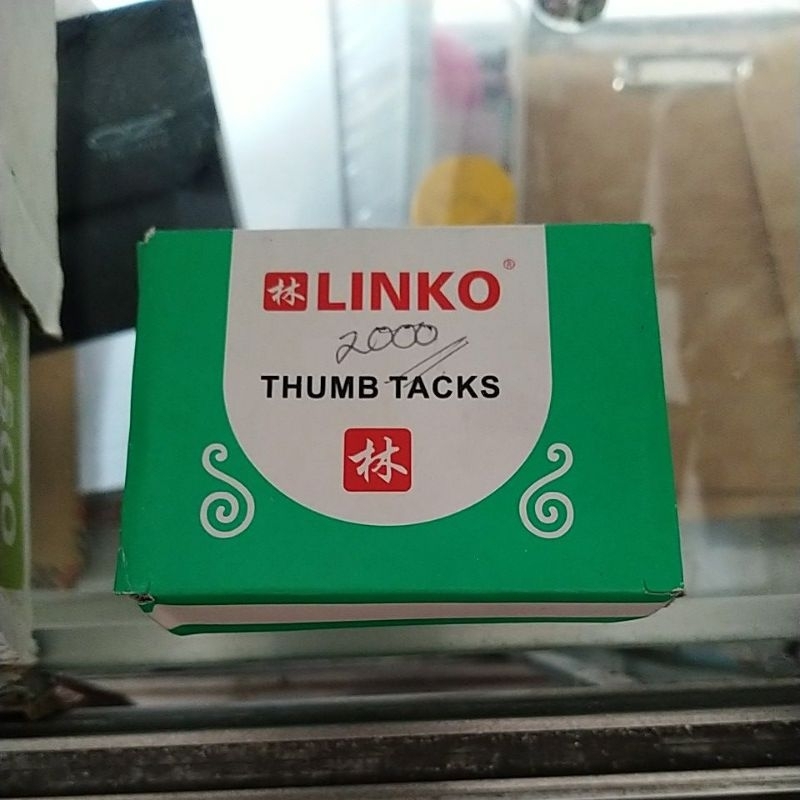 林 LINKO®
2000
THUMB TACKS
林